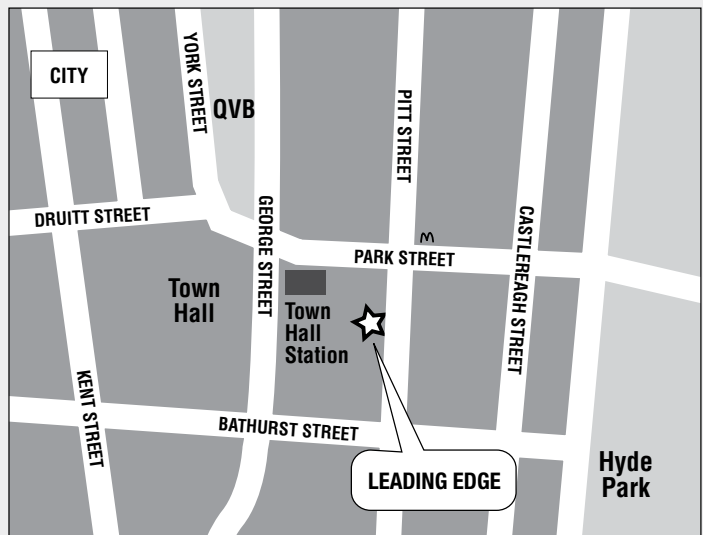 CITY
YORK STREET
QVB
PITT STREET
DRUITT STREET
GEORGE STREET
CASTLEREAGH STREET
PARK STREET
Town
Hall
Town
Hall
Station
KENT STREET
BATHURST STREET
LEADING EDGE
Hyde
Park